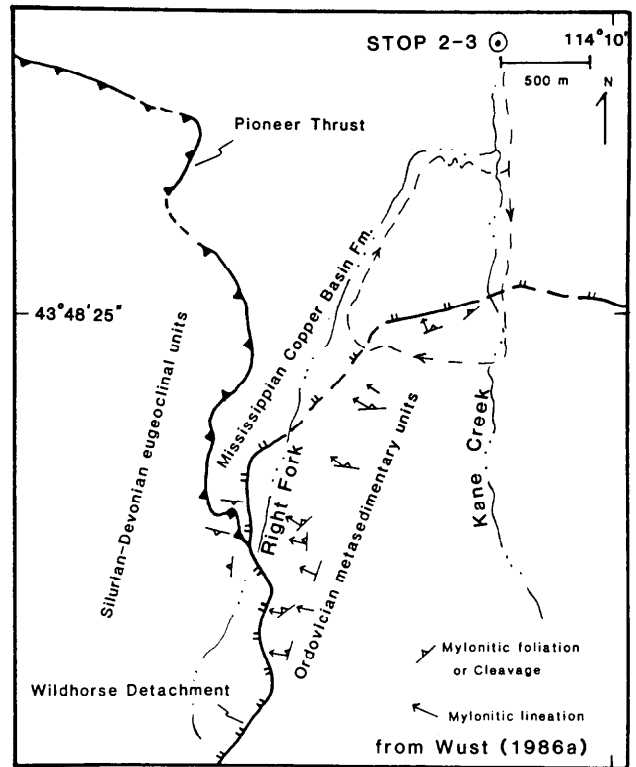 STOP 2-3
114°10'
500 m
N
Pioneer Thrust
43°48'25"
Silurian-Devonian eugeoclinal units
Mississippian Copper Basin Fm.
Right Fork
Ordovician metasedimentary units
Kane Creek
Wildhorse Detachment
Mylonitic foliation
or Cleavage
Mylonitic lineation
from Wust (1986a)